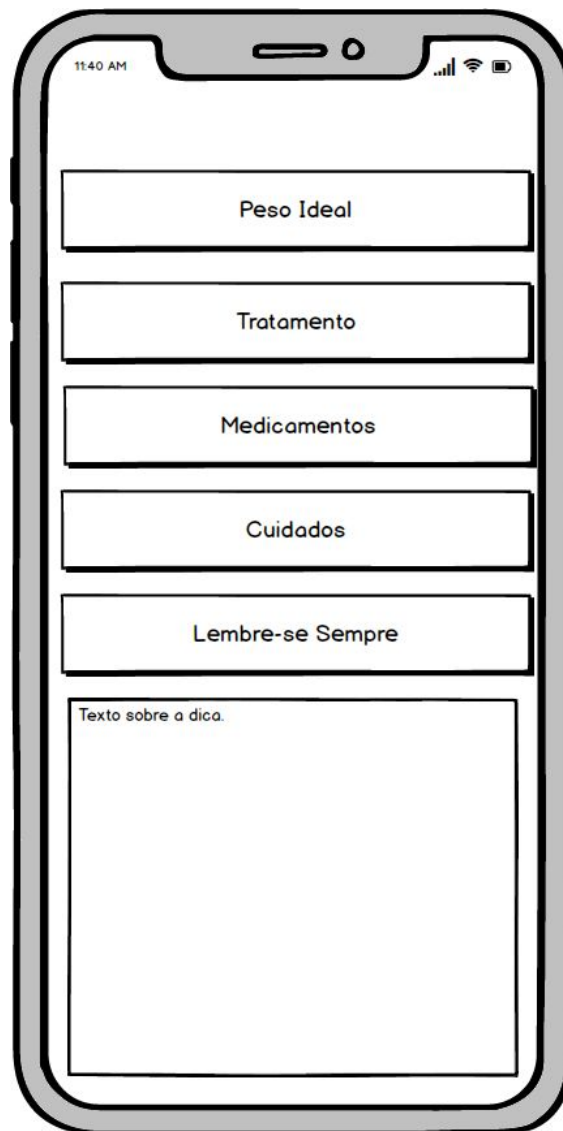 11:40 AM
Peso Ideal
Tratamento
Medicamentos
Cuidados
Lembre-se Sempre
Texto sobre a dica.